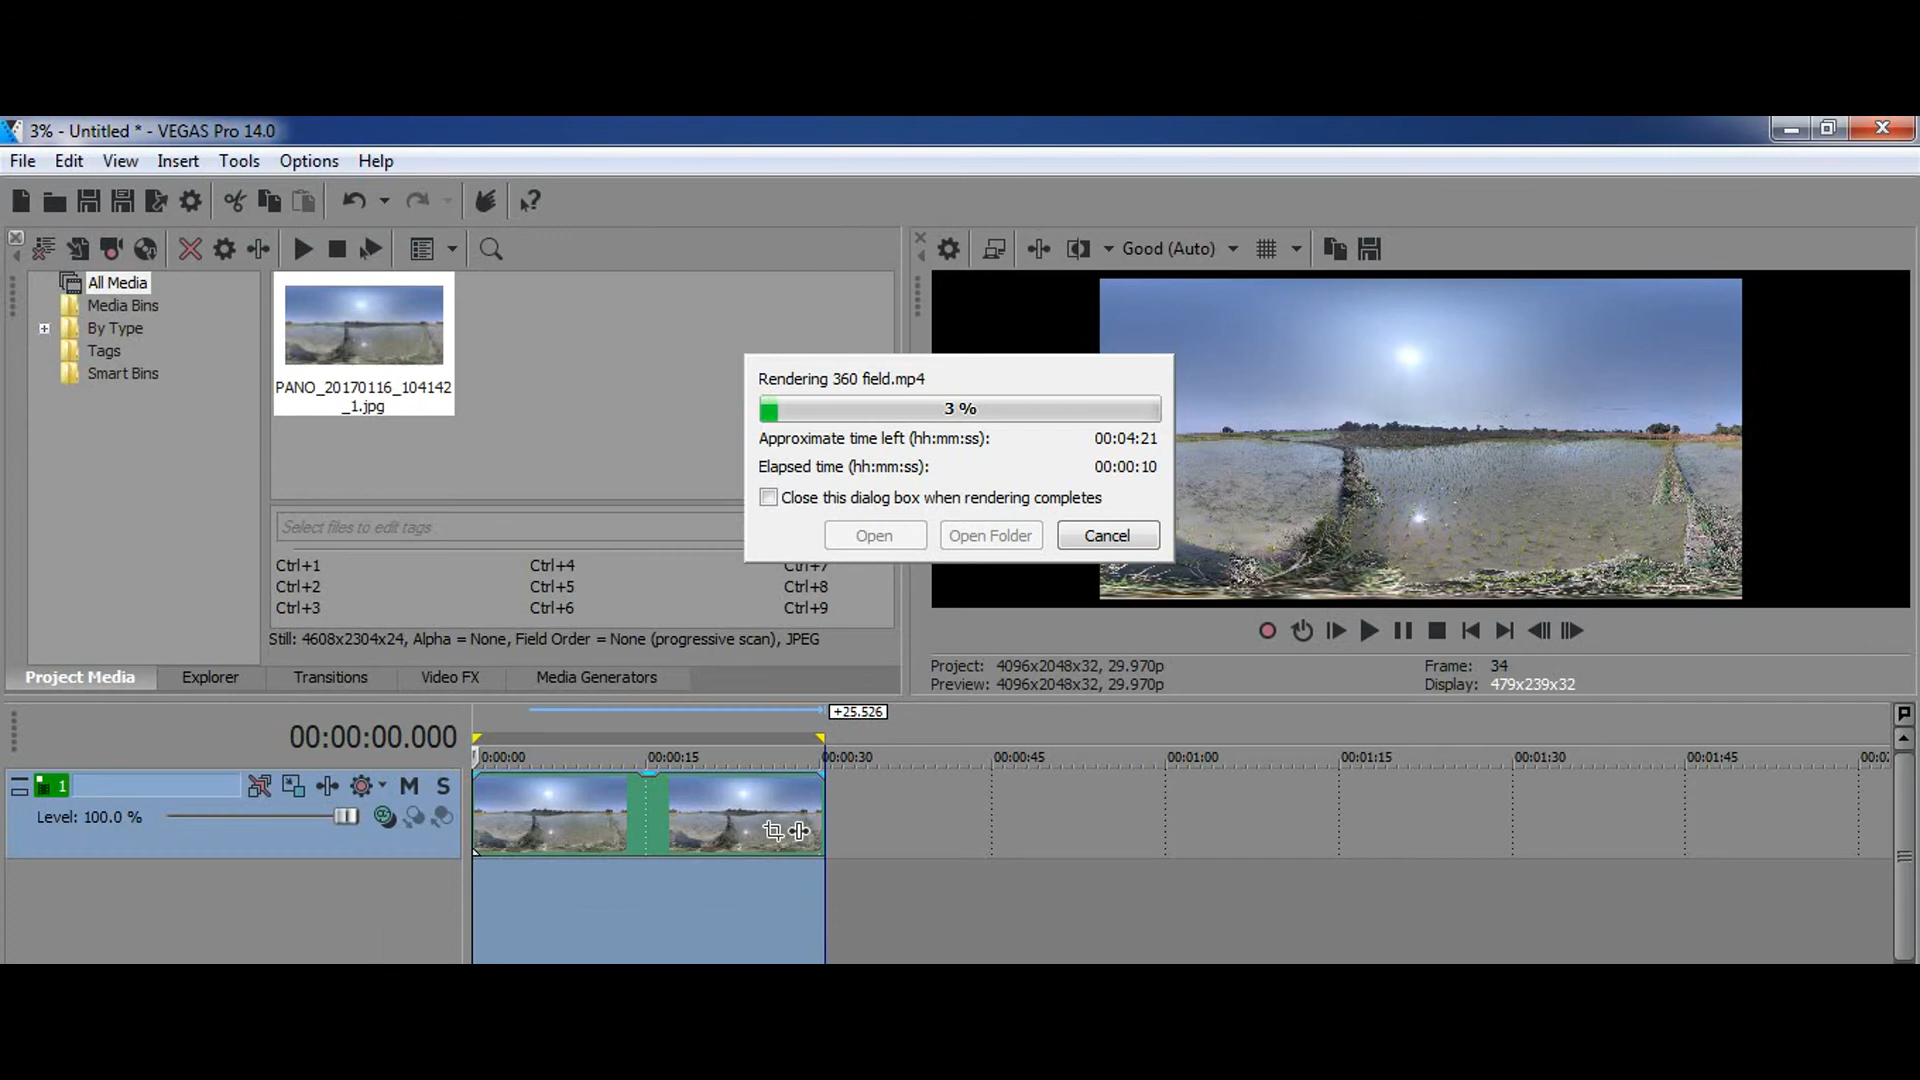 3% - Untitled * - VEGAS Pro 14.0
File Edit View Insert Tools Options Help
Good (Auto)
All Media
Media Bins
By Type
Tags
Smart Bins
PANO_20170116_104142
_1.jpg
Rendering 360 field.mp4
3 %
Approximate time left (hh:mm:ss): 00:04:21
Elapsed time (hh:mm:ss): 00:00:10
Close this dialog box when rendering completes
Open Open Folder Cancel
Select files to edit tags
Ctrl+1 Ctrl+4 Ctrl+7
Ctrl+2 Ctrl+5 Ctrl+8
Ctrl+3 Ctrl+6 Ctrl+9
Still: 4608x2304x24, Alpha = None, Field Order = None (progressive scan), JPEG
Project Media Explorer Transitions Video FX Media Generators
Project: 4096x2048x32, 29.970p Frame: 34
Preview: 4096x2048x32, 29.970p Display: 479x239x32
+25.526
00:00:00.000
0:00:00 00:00:15 00:00:30 00:00:45 00:01:00 00:01:15 00:01:30 00:01:45
1 M S
Level: 100.0 %